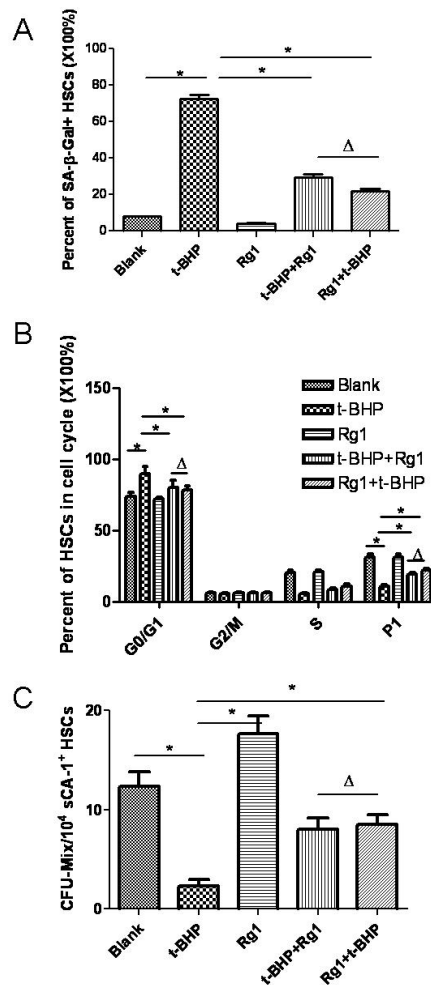 A
Percent of SA-β-Gal+ HSCs (X100%)
100
80
60
40
20
0
*
*
*
Δ
Blank
t-BHP
Rg1
t-BHP+Rg1
Rg1+t-BHP
B
Percent of HSCs in cell cycle (X100%)
150
100
50
0
Blank
t-BHP
Rg1
t-BHP+Rg1
Rg1+t-BHP
*
*
*
Δ
*
*
*
Δ
G0/G1
G2/M
S
P1
C
CFU-Mix/10⁴ sCA-1⁺ HSCs
20
10
0
*
*
*
Δ
Blank
t-BHP
Rg1
t-BHP+Rg1
Rg1+t-BHP